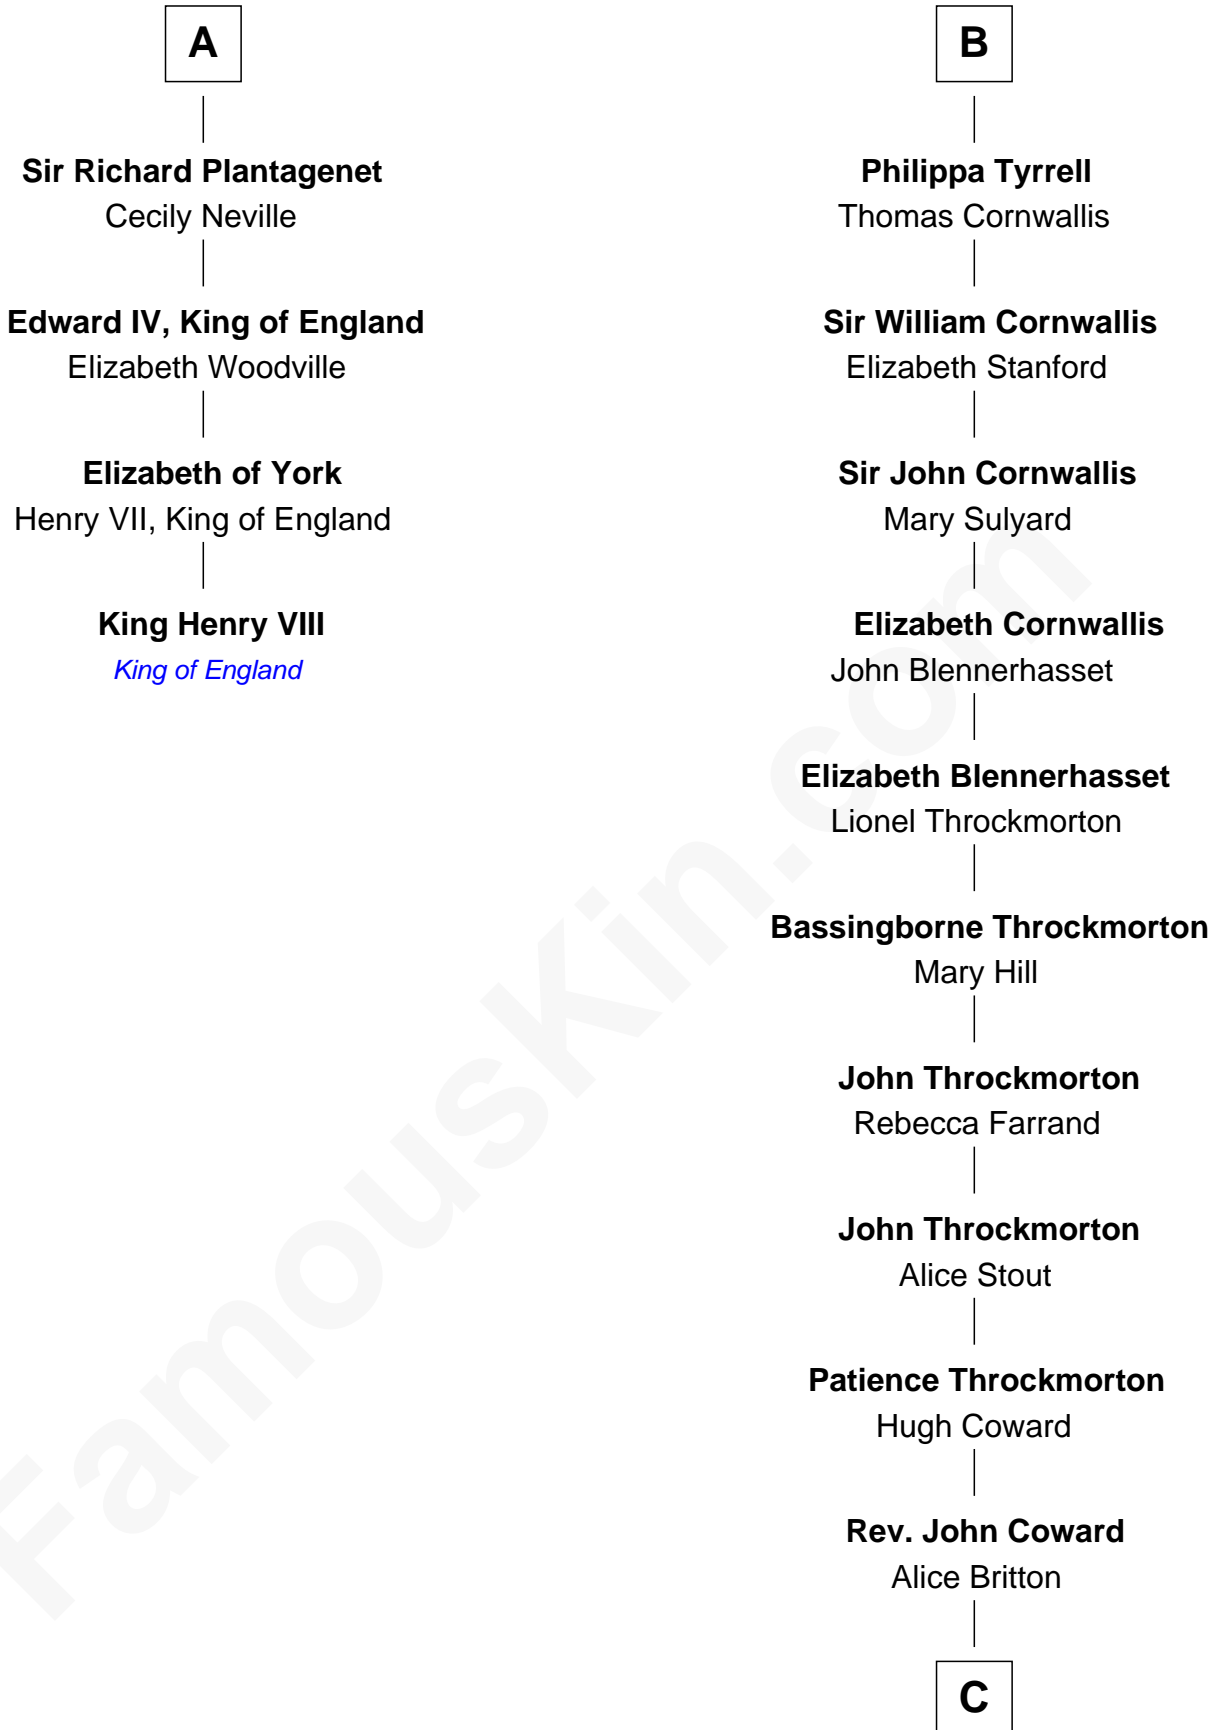 A
Sir Richard Plantagenet
Cecily Neville
Edward IV, King of England
Elizabeth Woodville
Elizabeth of York
Henry VII, King of England
King Henry VIII
King of England
B
Philippa Tyrrell
Thomas Cornwallis
Sir William Cornwallis
Elizabeth Stanford
Sir John Cornwallis
Mary Sulyard
Elizabeth Cornwallis
John Blennerhasset
Elizabeth Blennerhasset
Lionel Throckmorton
Bassingborne Throckmorton
Mary Hill
John Throckmorton
Rebecca Farrand
John Throckmorton
Alice Stout
Patience Throckmorton
Hugh Coward
Rev. John Coward
Alice Britton
C
FamousKin.com